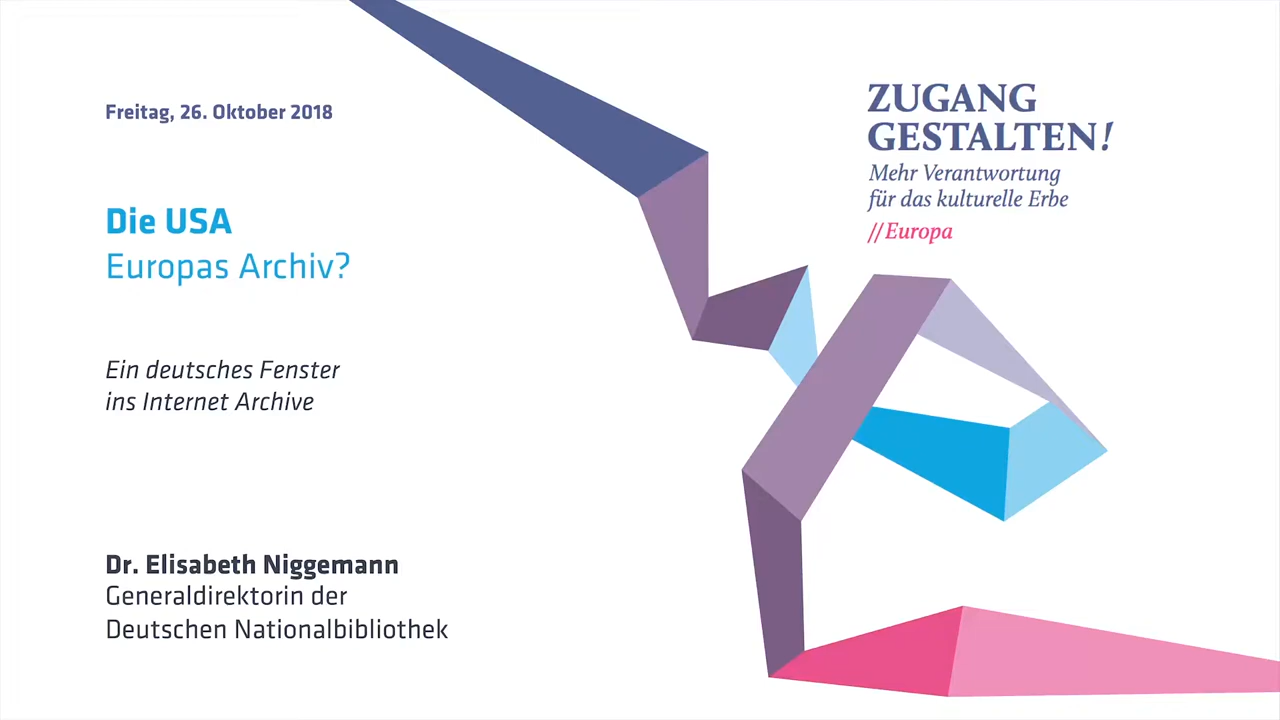 Freitag, 26. Oktober 2018
Die USA
Europas Archiv?
Ein deutsches Fenster
ins Internet Archive
Dr. Elisabeth Niggemann
Generaldirektorin der
Deutschen Nationalbibliothek
ZUGANG
GESTALTEN!
Mehr Verantwortung
für das kulturelle Erbe
//Europa